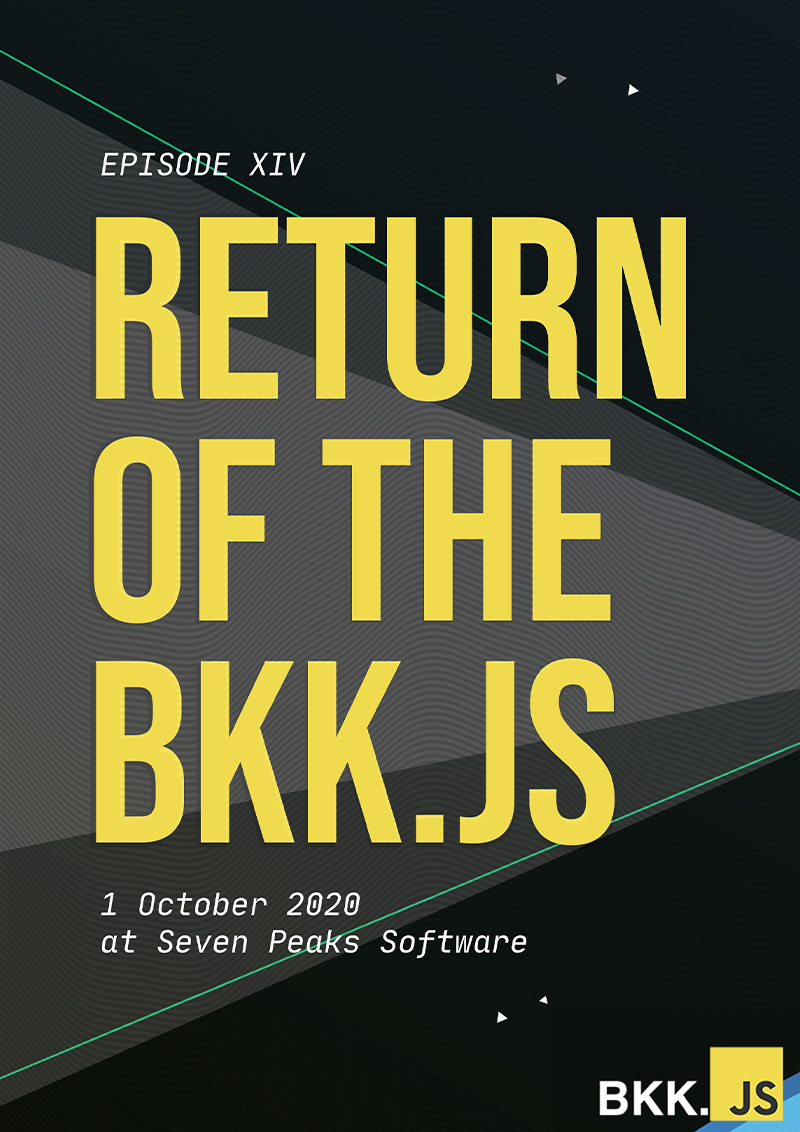 EPISODE XIV
RETURN
OF THE
BKK.JS
1 October 2020
at Seven Peaks Software
BKK. JS